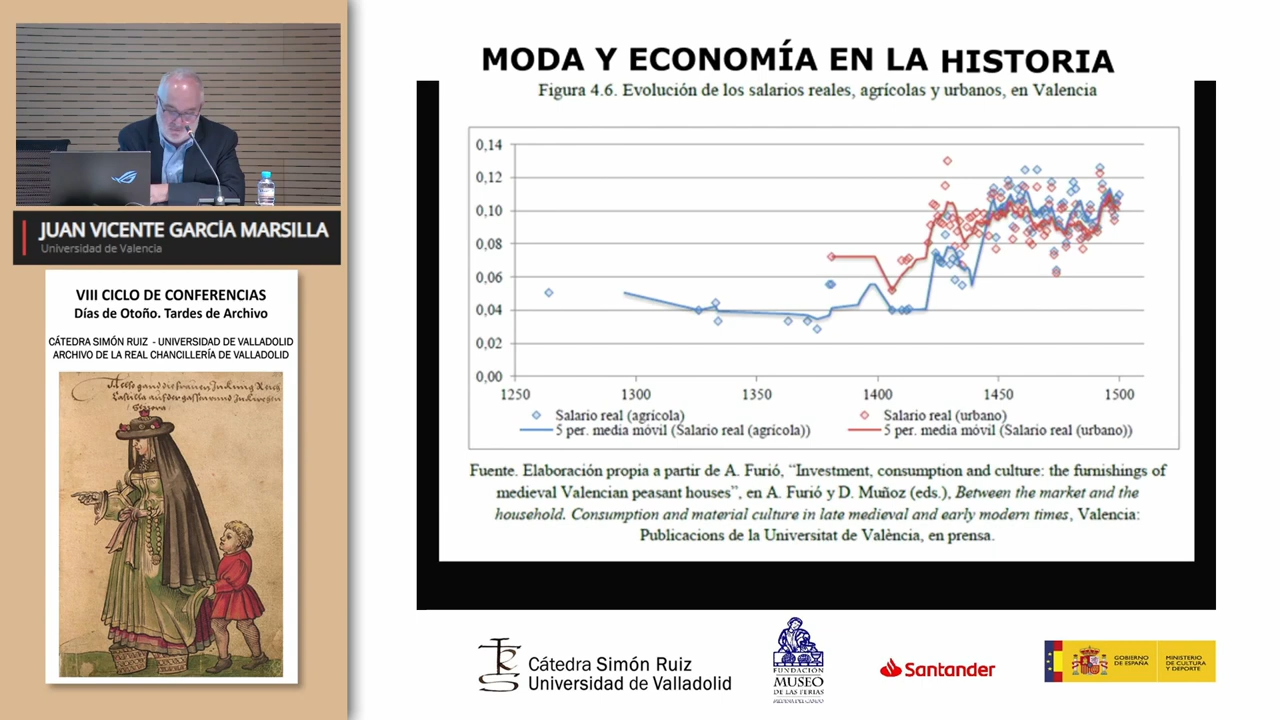 MODA Y ECONOMÍA EN LA HISTORIA
Figura 4.6. Evolución de los salarios reales, agrícolas y urbanos, en Valencia
0,14
0,12
0,10
0,08
0,06
0,04
0,02
0,00
1250 1300 1350 1400 1450 1500
Salario real (agrícola) Salario real (urbano)
5 per. media móvil (Salario real (agrícola)) 5 per. media móvil (Salario real (urbano))
Fuente. Elaboración propia a partir de A. Furió, “Investment, consumption and culture: the furnishings of
medieval Valencian peasant houses”, en A. Furió y D. Muñoz (eds.), Between the market and the
household. Consumption and material culture in late medieval and early modern times, Valencia:
Publicacions de la Universitat de València, en prensa.
JUAN VICENTE GARCÍA MARSILLA
Universidad de Valencia
VIII CICLO DE CONFERENCIAS
Días de Otoño. Tardes de Archivo
CÁTEDRA SIMÓN RUIZ - UNIVERSIDAD DE VALLADOLID
ARCHIVO DE LA REAL CHANCILLERÍA DE VALLADOLID
Cátedra Simón Ruiz
Universidad de Valladolid
FUNDACIÓN
MUSEO
DE LAS FERIAS
MEDINA DEL CAMPO
Santander
GOBIERNO
DE ESPAÑA
MINISTERIO
DE CULTURA
Y DEPORTE